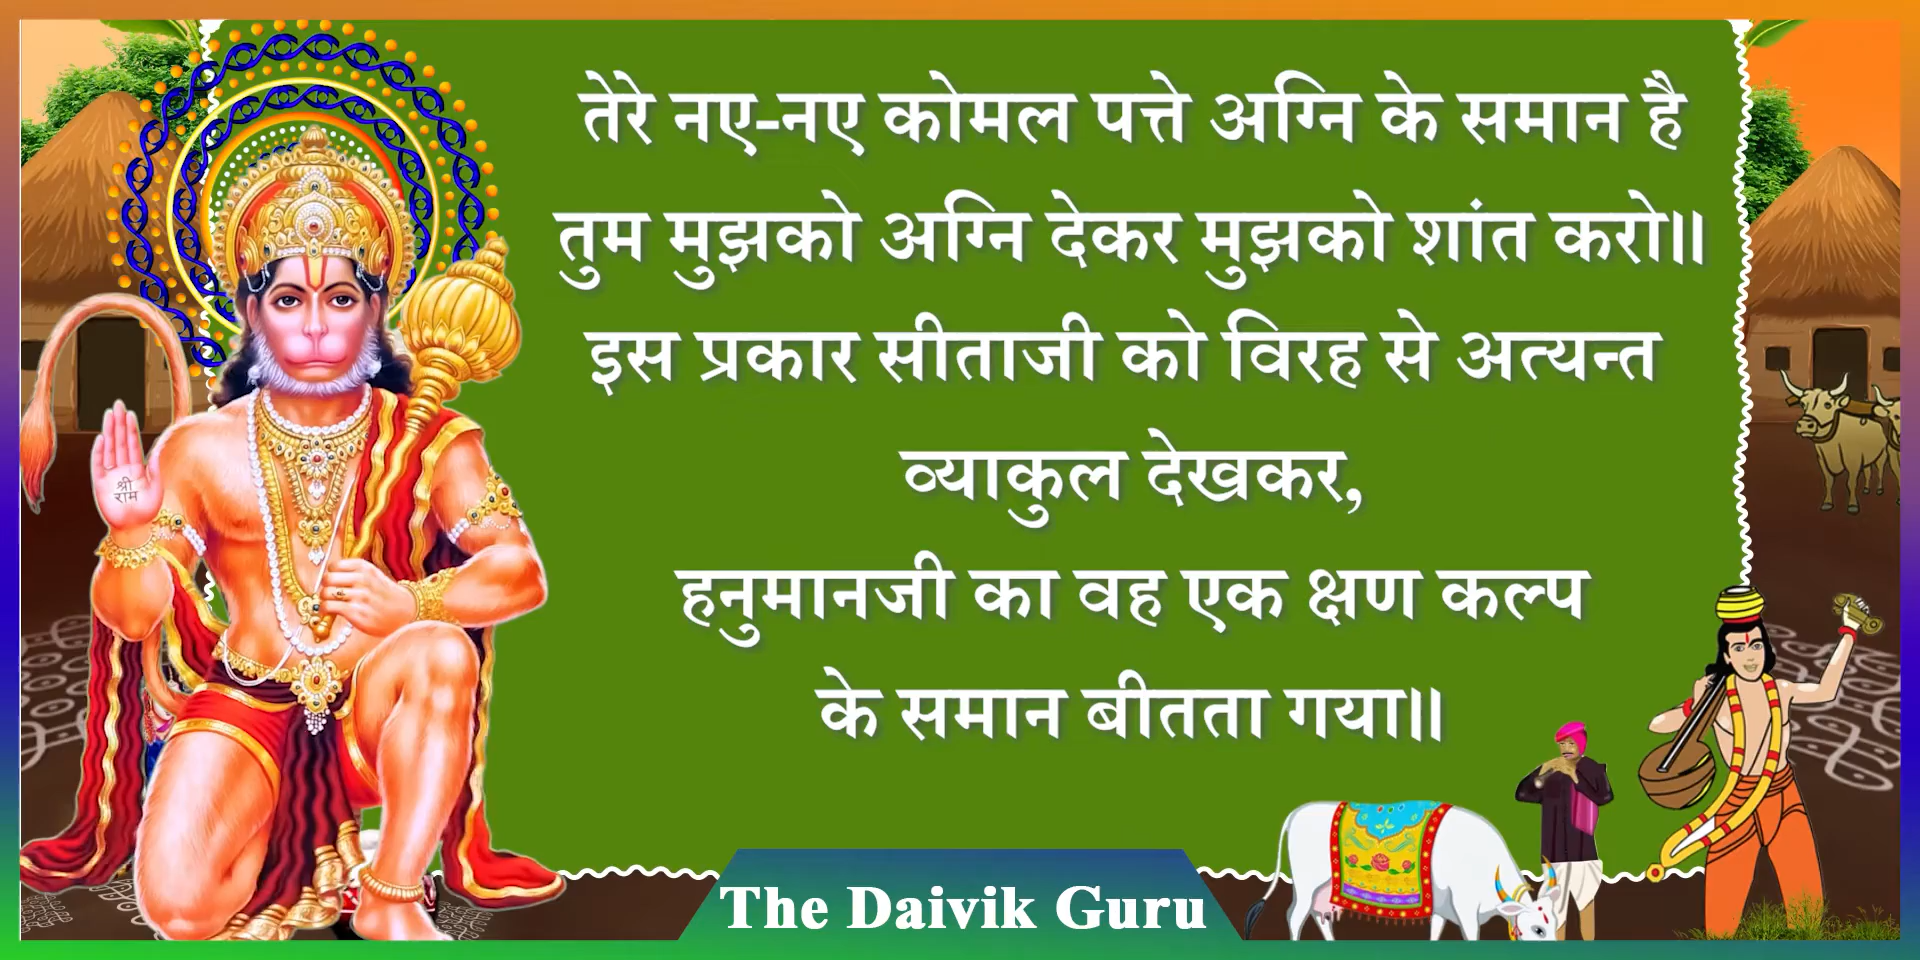 तेरे नए-नए कोमल पत्ते अग्नि के समान है
तुम मुझको अग्नि देकर मुझको शांत करो॥
इस प्रकार सीताजी को विरह से अत्यन्त
व्याकुल देखकर,
हनुमानजी का वह एक क्षण कल्प
के समान बीतता गया॥
श्री
राम
The Daivik Guru